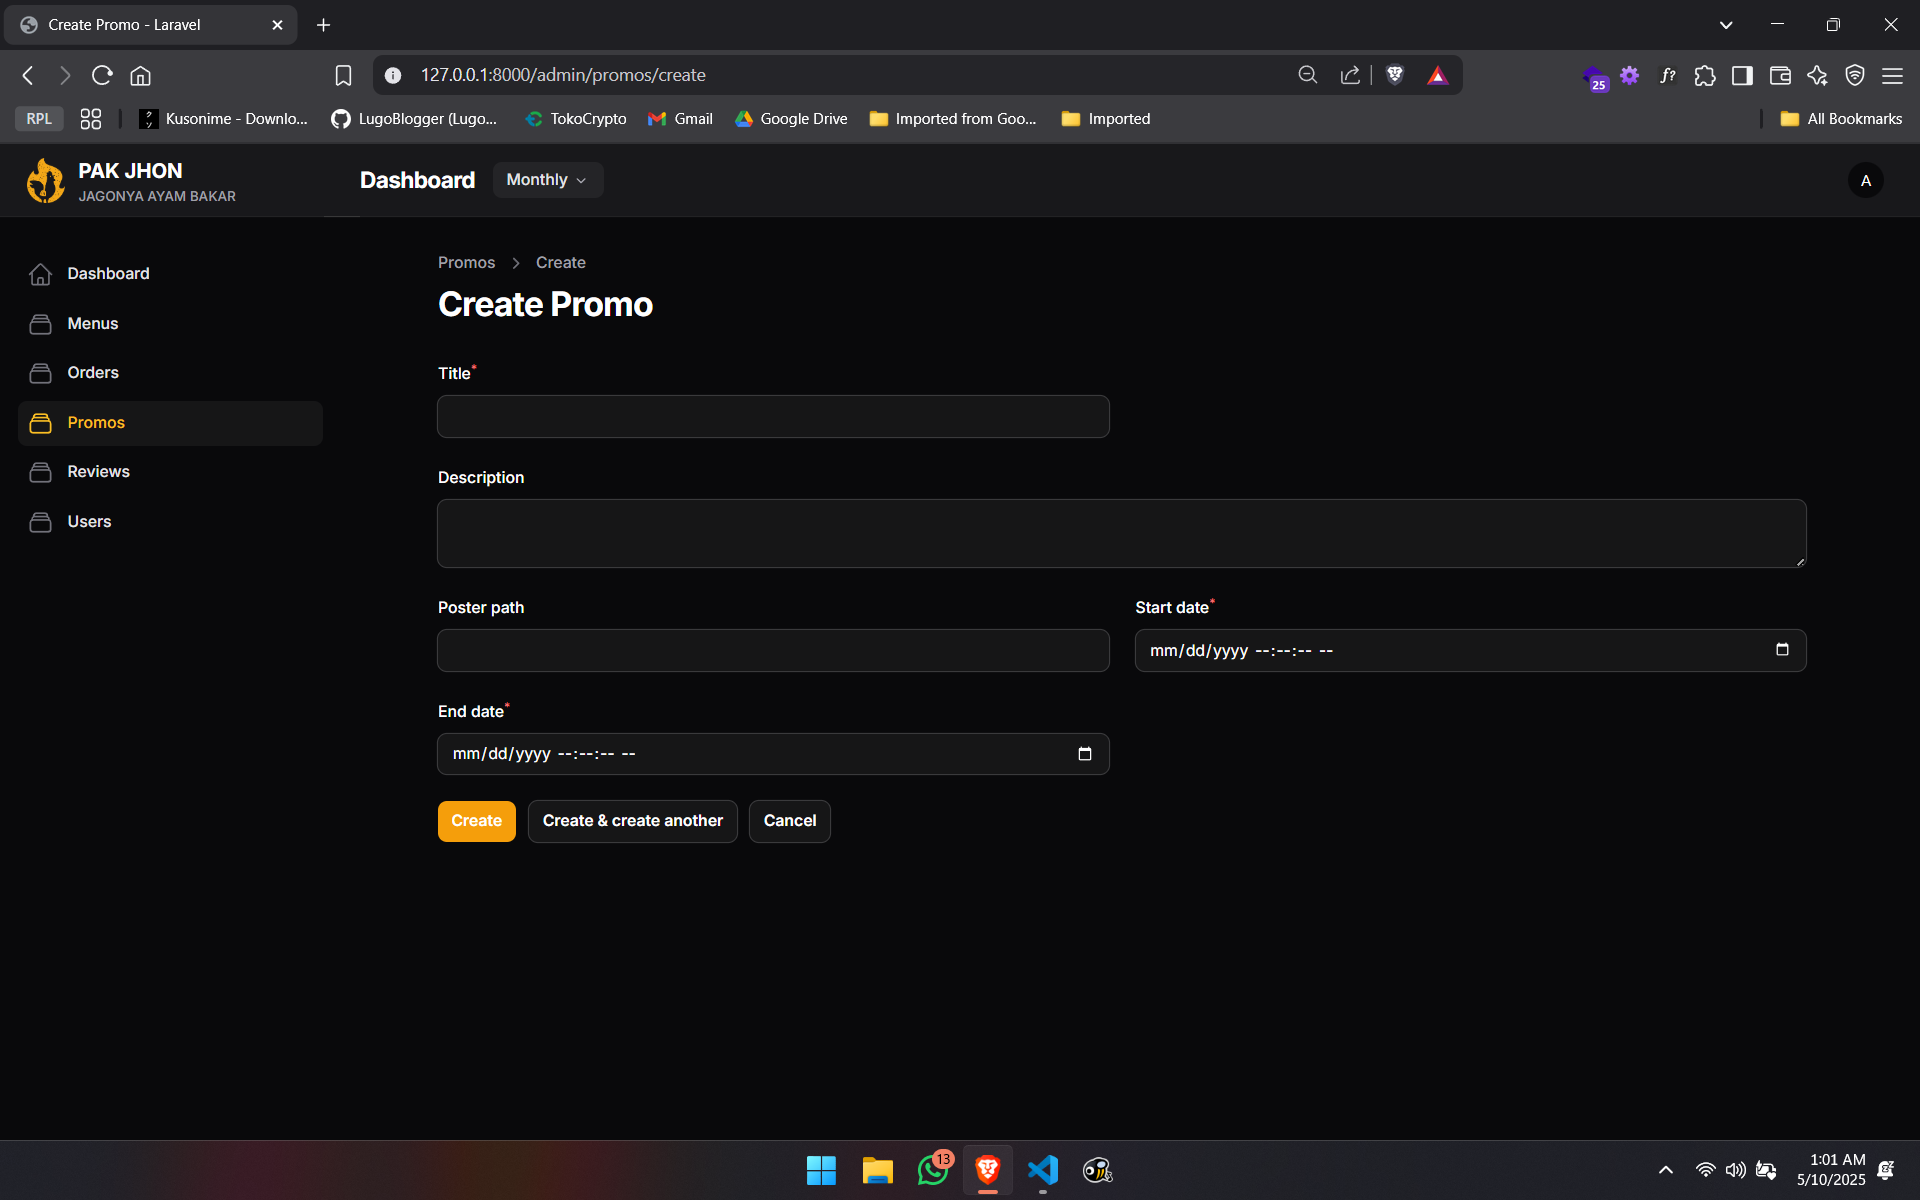 Create Promo - Laravel
127.0.0.1:8000/admin/promos/create
25
f?
RPL
Kusonime - Downlo...
LugoBlogger (Lugo...
TokoCrypto
Gmail
Google Drive
Imported from Goo...
Imported
All Bookmarks
PAK JHON
JAGONYA AYAM BAKAR
Dashboard
Monthly
A
Dashboard
Menus
Orders
Promos
Reviews
Users
Promos
Create
Create Promo
Title*
Description
Poster path
Start date*
mm/dd/yyyy --:--:-- --
End date*
mm/dd/yyyy --:--:-- --
Create
Create & create another
Cancel
13
1:01 AM
5/10/2025